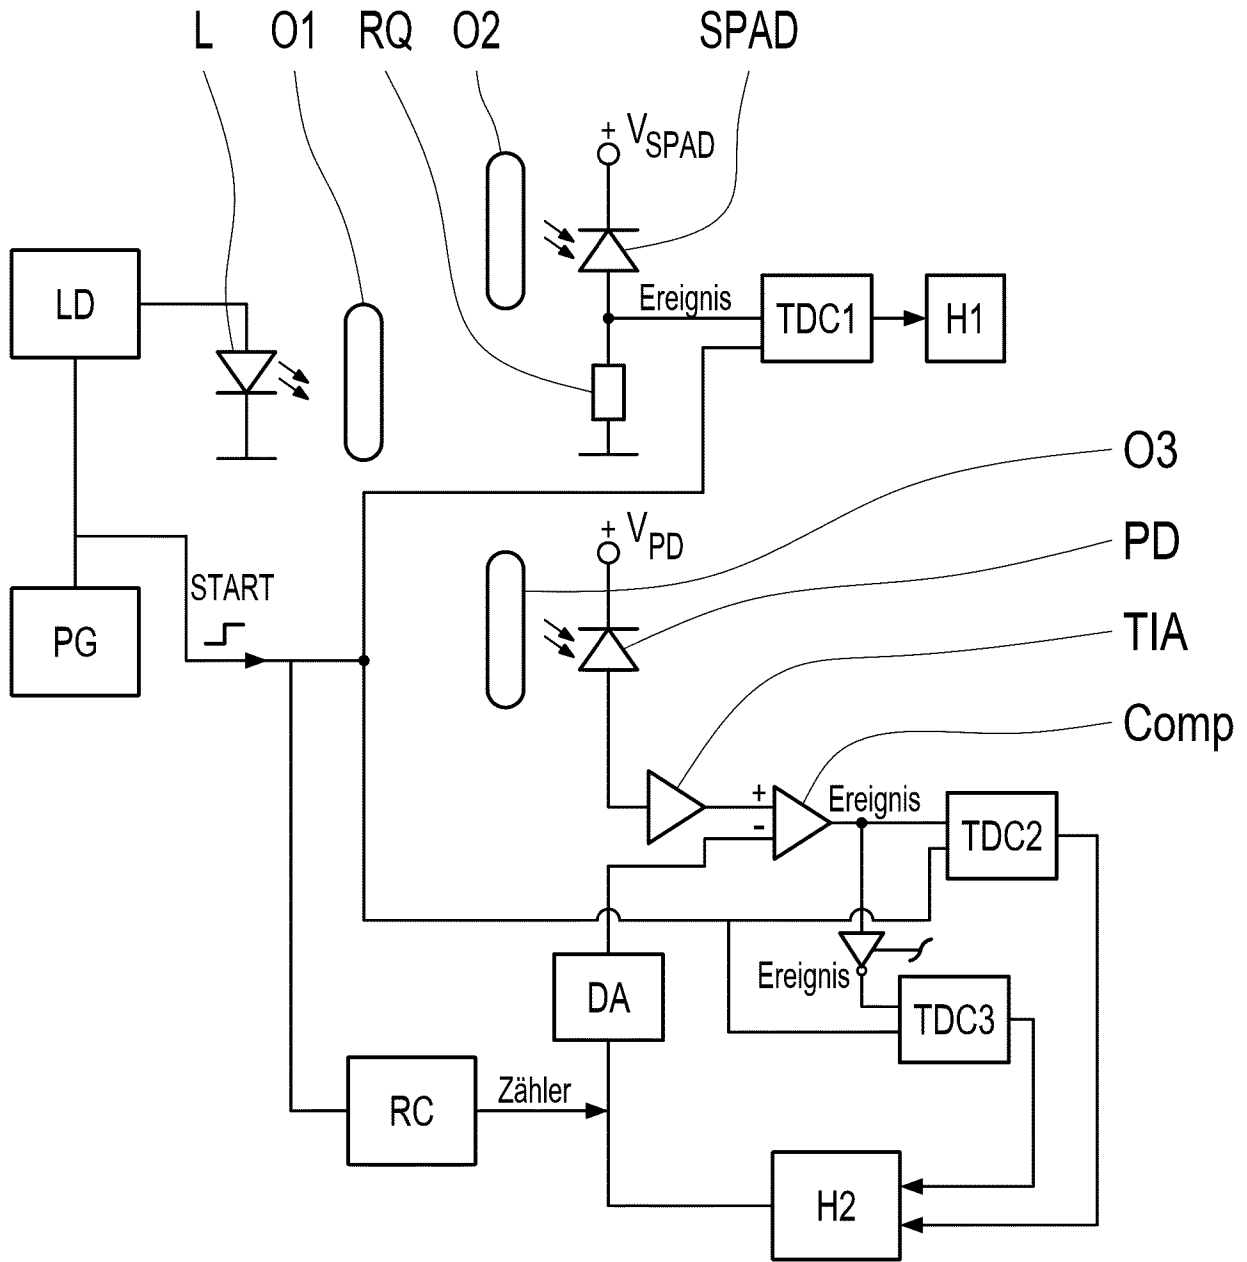 L O1 RQ O2 SPAD
+ VSPAD
LD
Ereignis
TDC1
H1
O3
+ VPD
PD
START
PG
TIA
Comp
+
Ereignis
-
TDC2
Ereignis
DA
TDC3
Zähler
RC
H2